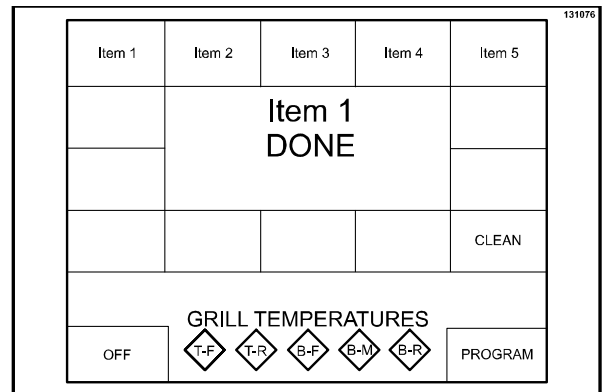 131076
Item 1 Item 2 Item 3 Item 4 Item 5
Item 1
DONE
CLEAN
GRILL TEMPERATURES
OFF T-F T-R B-F B-M B-R PROGRAM